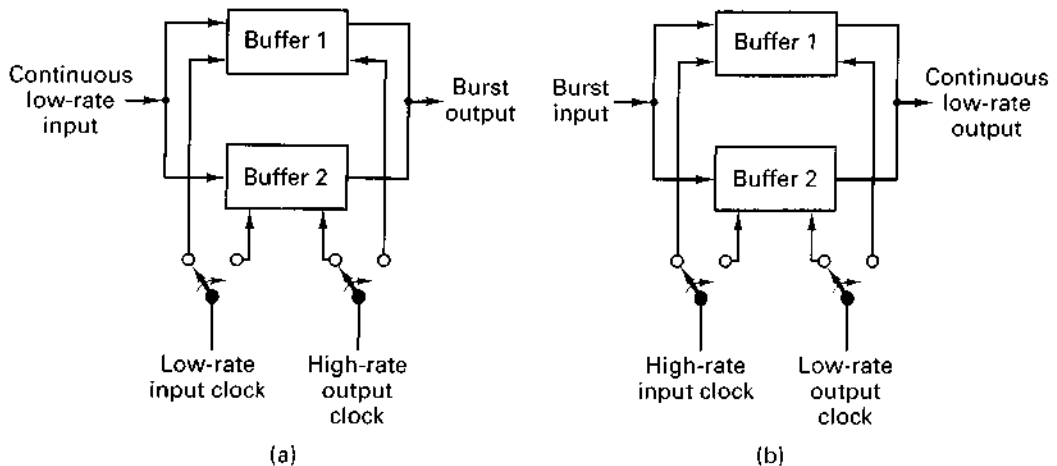 Buffer 1
Continuous
low-rate
input
Burst
output
Buffer 2
Low-rate
input clock
High-rate
output
clock
(a)
Buffer 1
Burst
input
Continuous
low-rate
output
Buffer 2
High-rate
input clock
Low-rate
output
clock
(b)